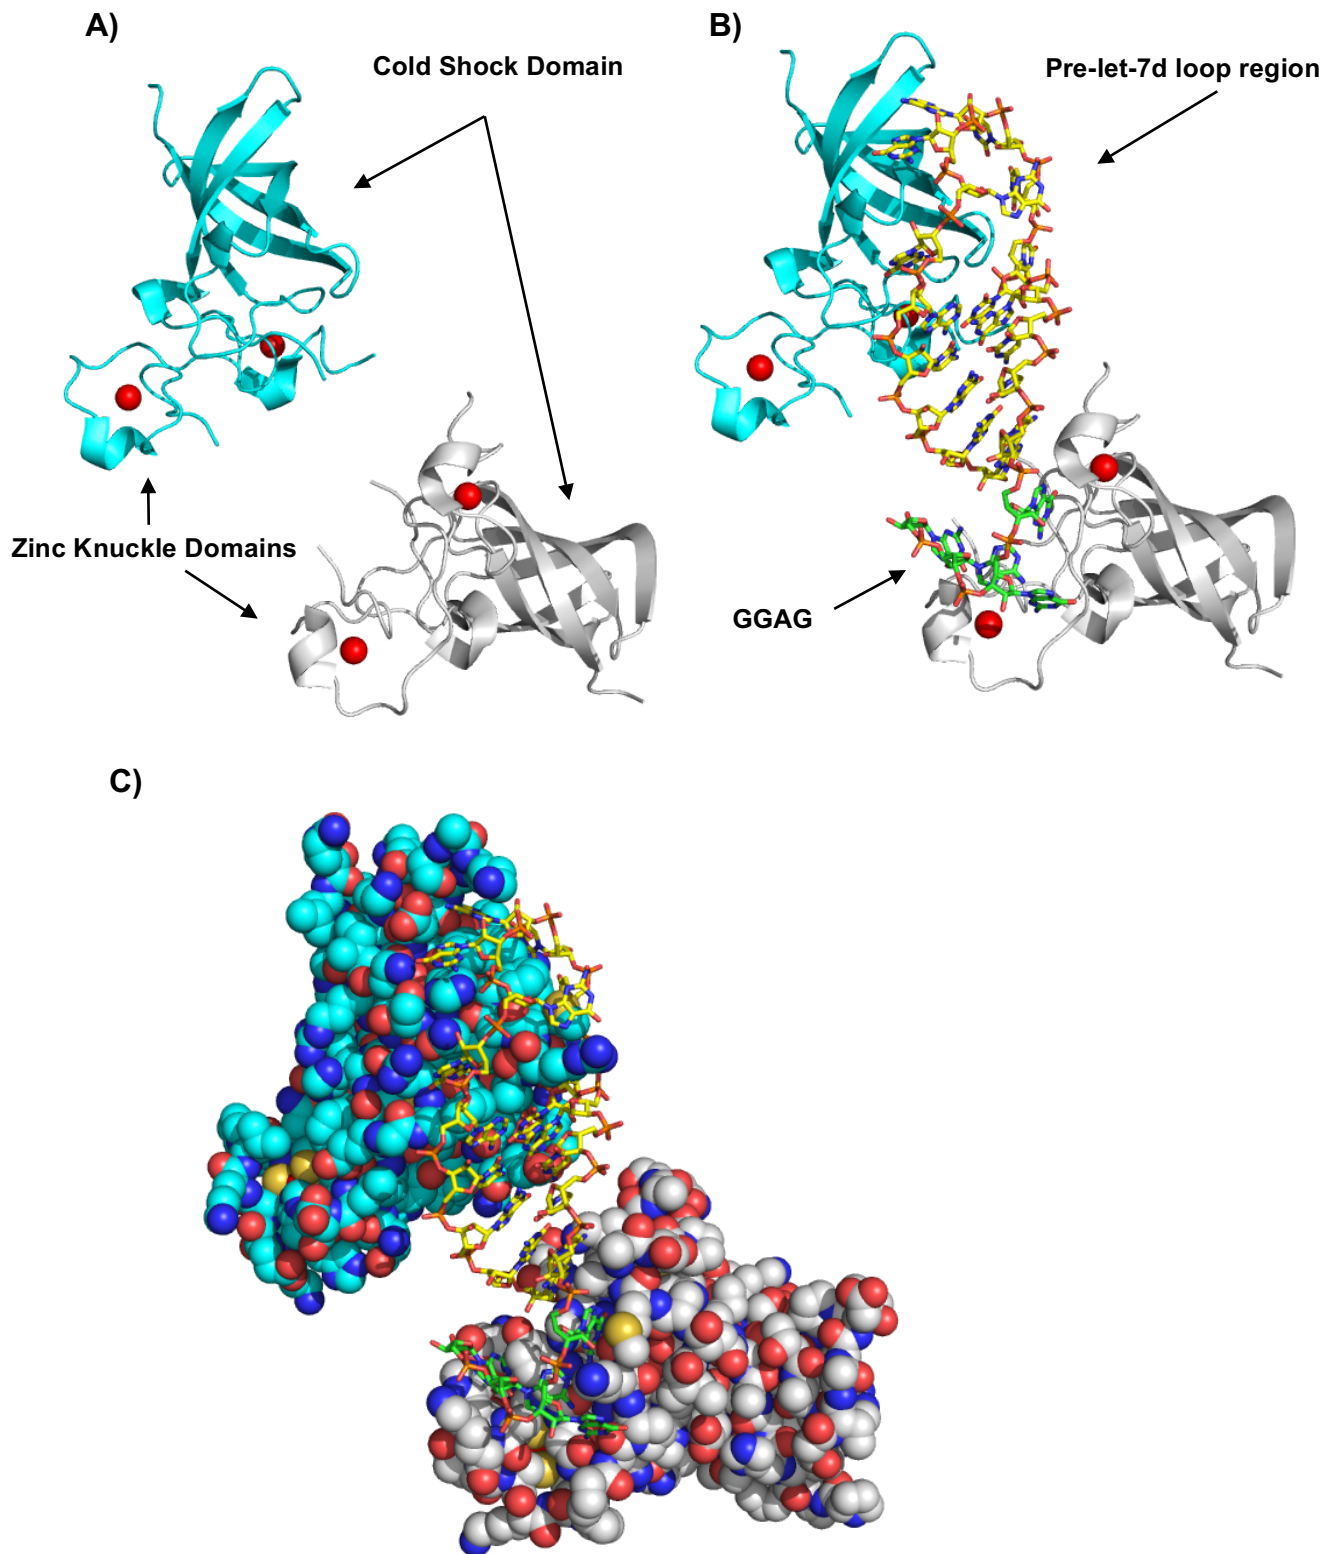 A)
Cold Shock Domain
Zinc Knuckle Domains
B)
Pre-let-7d loop region
GGAG
C)